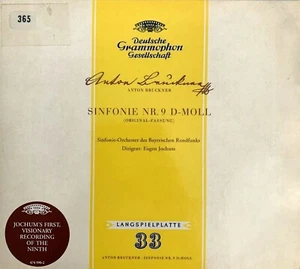 365
Deutsche
Grammophon
Gesellschaft
Anton Bruckner
ANTON BRUCKNER
SINFONIE NR. 9 D-MOLL
(ORIGINAL-FASSUNG)
Sinfonie-Orchester des Bayerischen Rundfunks
Dirigent: Eugen Jochum
LANGSPIELPLATTE
33
ANTON BRUCKNER · SINFONIE NR. 9 D-MOLL
JOCHUM'S FIRST,
VISIONARY
RECORDING
OF THE
NINTH